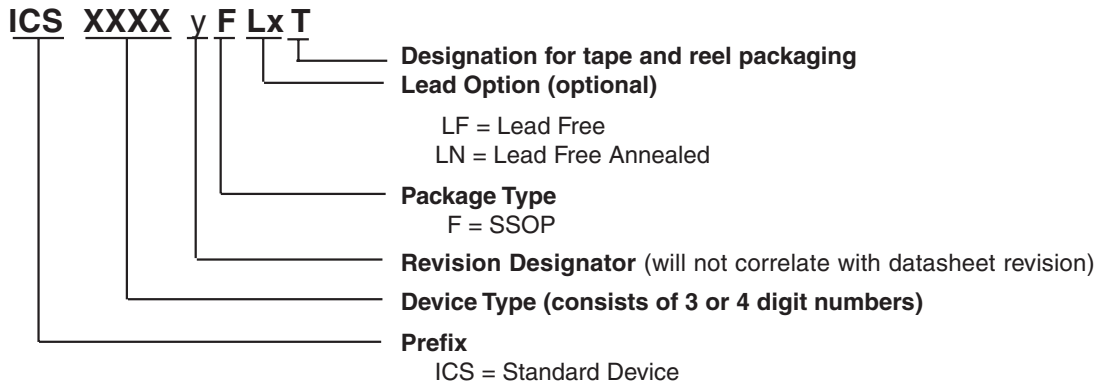 ICS XXXX y F Lx T
Designation for tape and reel packaging
Lead Option (optional)
LF = Lead Free
LN = Lead Free Annealed
Package Type
F = SSOP
Revision Designator (will not correlate with datasheet revision)
Device Type (consists of 3 or 4 digit numbers)
Prefix
ICS = Standard Device